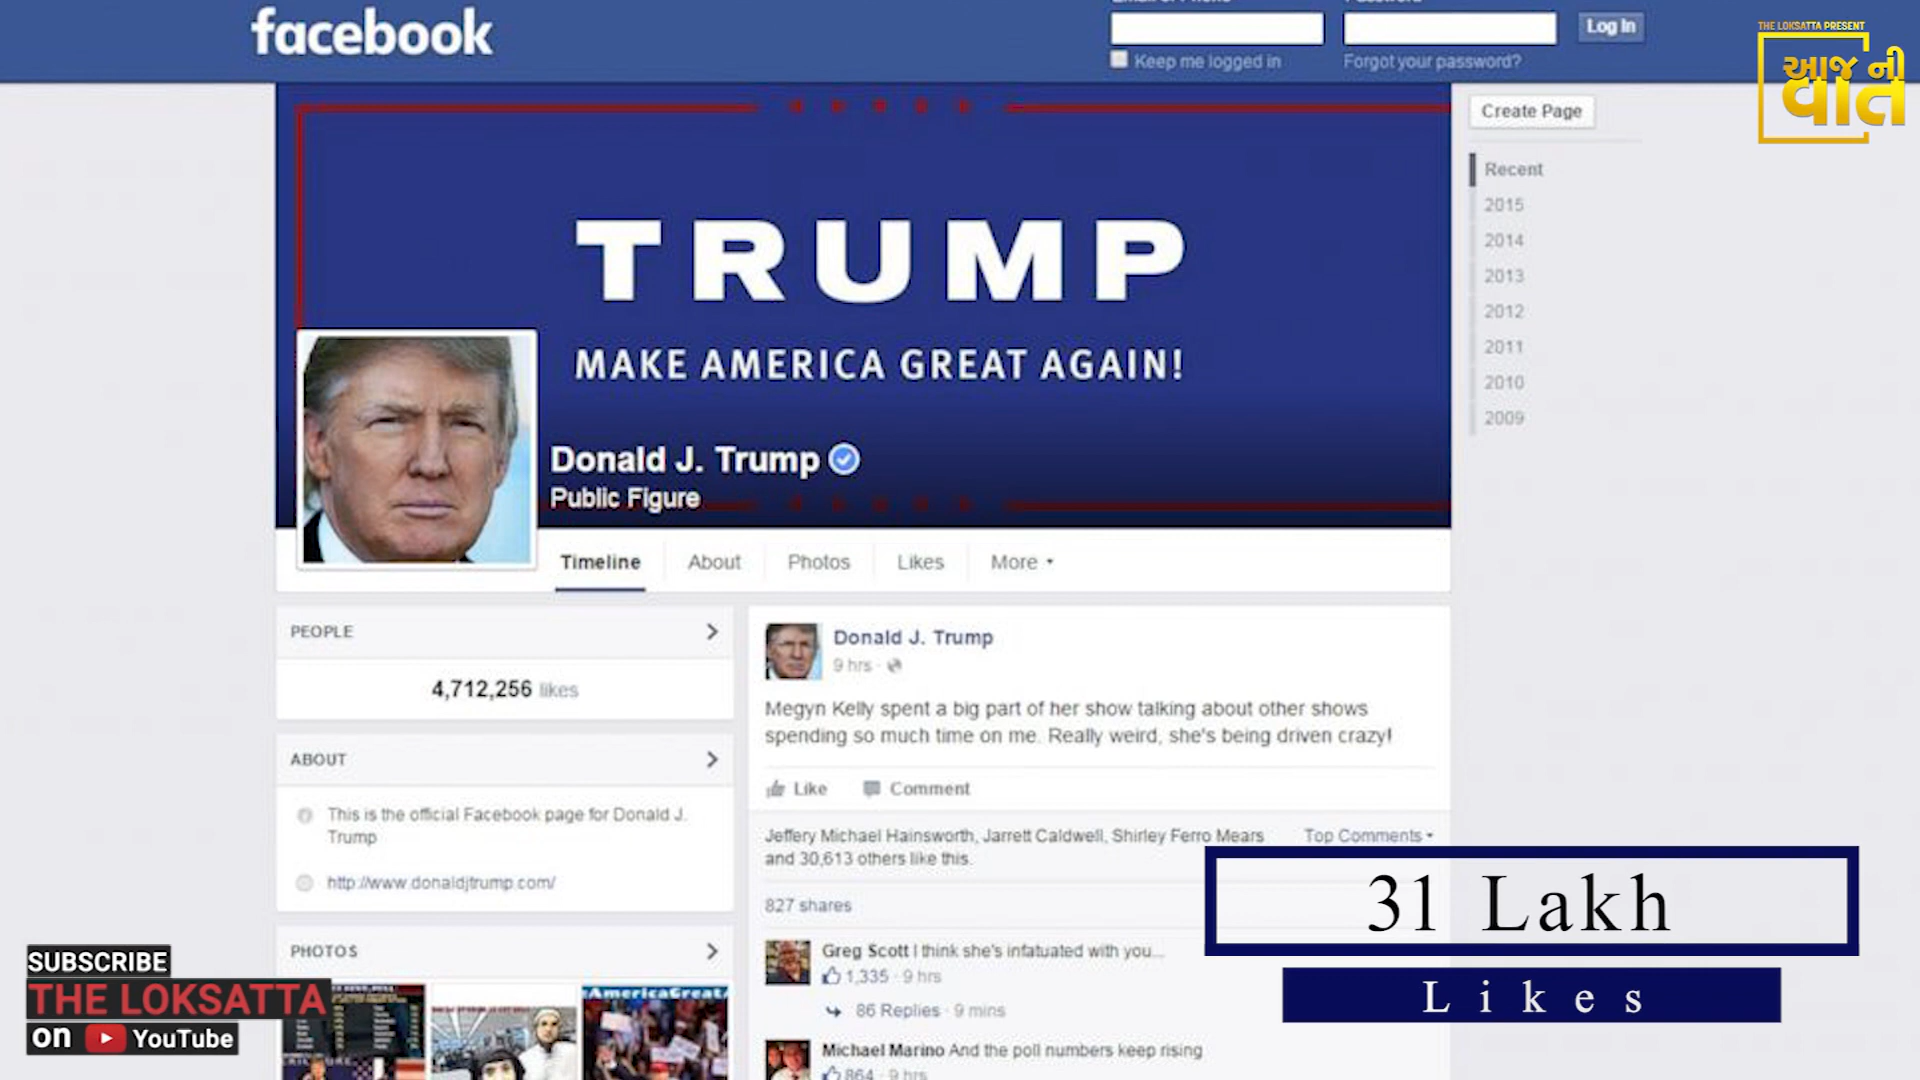 facebook
Keep me logged in
Forgot your password?
Log In
THE LOKSATTA PRESENT
આજ ની
વાત
Create Page
Recent
2015
2014
2013
2012
2011
2010
2009
TRUMP
MAKE AMERICA GREAT AGAIN!
Donald J. Trump
Public Figure
Timeline
About
Photos
Likes
More
PEOPLE
4,712,256 likes
ABOUT
This is the official Facebook page for Donald J.
Trump
http://www.donaldjtrump.com/
PHOTOS
Donald J. Trump
9 hrs
Megyn Kelly spent a big part of her show talking about other shows
spending so much time on me. Really weird, she's being driven crazy!
Like
Comment
Jeffery Michael Hainsworth, Jarrett Caldwell, Shirley Ferro Mears
and 30,613 others like this.
Top Comments
827 shares
Greg Scott I think she's infatuated with you...
1,335 · 9 hrs
86 Replies · 9 mins
Michael Marino And the poll numbers keep rising
864 · 9 hrs
31 Lakh
Likes
SUBSCRIBE
THE LOKSATTA
on YouTube